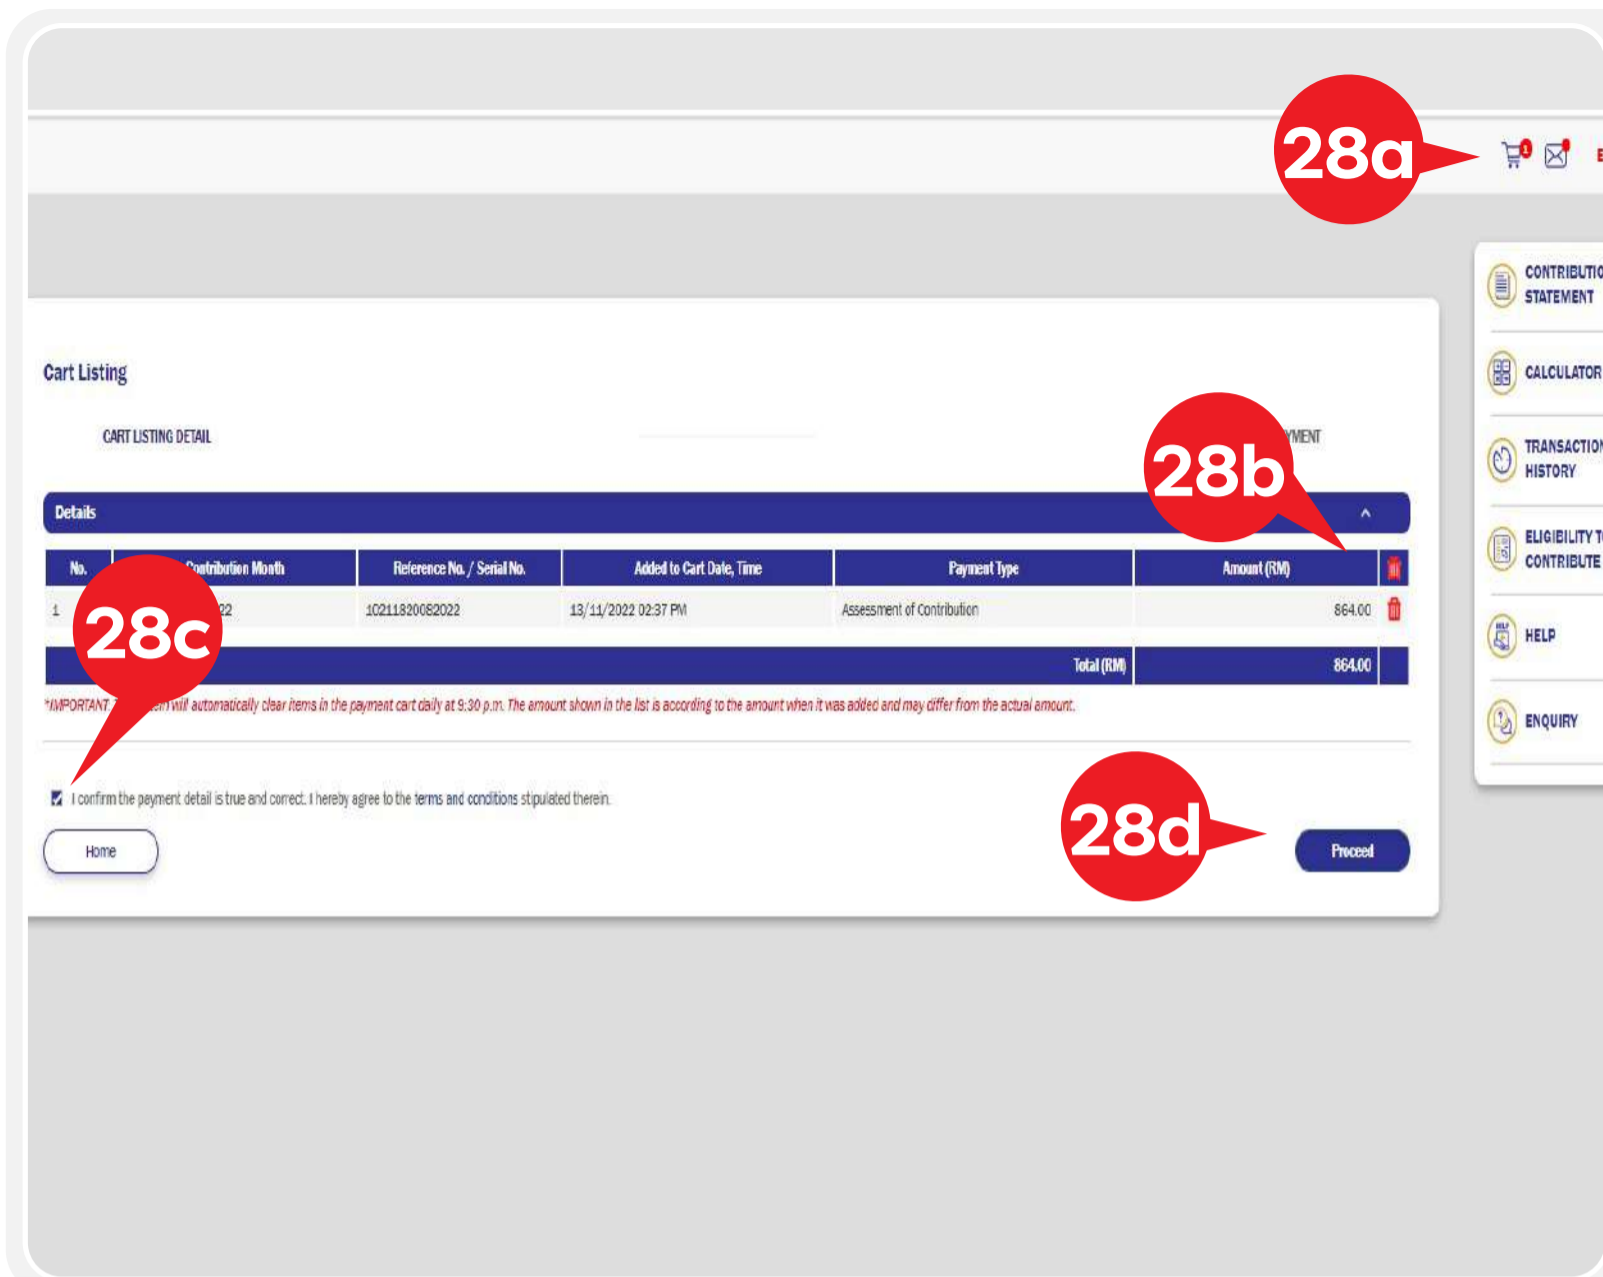 28a
1
E
CONTRIBUTIO
STATEMENT
Cart Listing
CALCULATOR
CART LISTING DETAIL
YMENT
28b
TRANSACTION
HISTORY
Details
No. Contribution Month Reference No. / Serial No. Added to Cart Date, Time Payment Type Amount (RM)
ELIGIBILITY TO
CONTRIBUTE
1 22 10211820082022 13/11/2022 02:37 PM Assessment of Contribution 864.00
28c
HELP
HELP
Total (RM) 864.00
*IMPORTANT will automatically clear items in the payment cart daily at 9:30 p.m. The amount shown in the list is according to the amount when it was added and may differ from the actual amount.
ENQUIRY
I confirm the payment detail is true and correct. I hereby agree to the terms and conditions stipulated therein.
28d
Home
Proceed